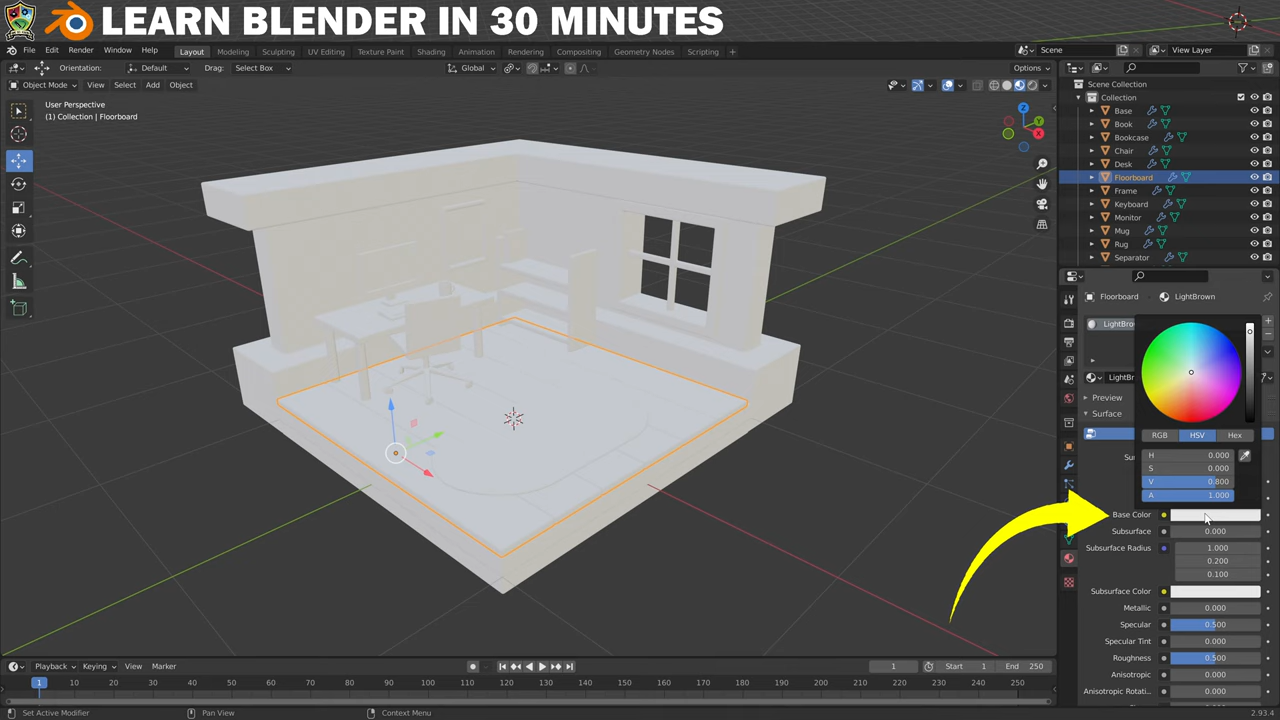 LEARN BLENDER IN 30 MINUTES
File Edit Render Window Help Layout Modeling Sculpting UV Editing Texture Paint Shading Animation Rendering Compositing Geometry Nodes Scripting + Scene View Layer
Orientation: Default Drag: Select Box Global Options
Object Mode View Select Add Object
User Perspective
(1) Collection | Floorboard
Z
Y
X
Scene Collection
Collection
Base
Book
Bookcase
Chair
Desk
Floorboard
Frame
Keyboard
Monitor
Mug
Rug
Separator
Floorboard LightBrown
LightBro
LightBr
Preview
Surface
RGB HSV Hex
H 0.000
Su
S 0.000
V 0.800
A 1.000
Base Color
Subsurface 0.000
Subsurface Radius 1.000
0.200
0.100
Subsurface Color
Metallic 0.000
Specular 0.500
Specular Tint 0.000
Roughness 0.500
Anisotropic 0.000
Anisotropic Rotati... 0.000
Playback Keying View Marker 1 Start 1 End 250
1 10 20 30 40 50 60 70 80 90 100 110 120 130 140 150 160 170 180 190 200 210 220 230 240 250
Set Active Modifier Pan View Context Menu 2.93.4